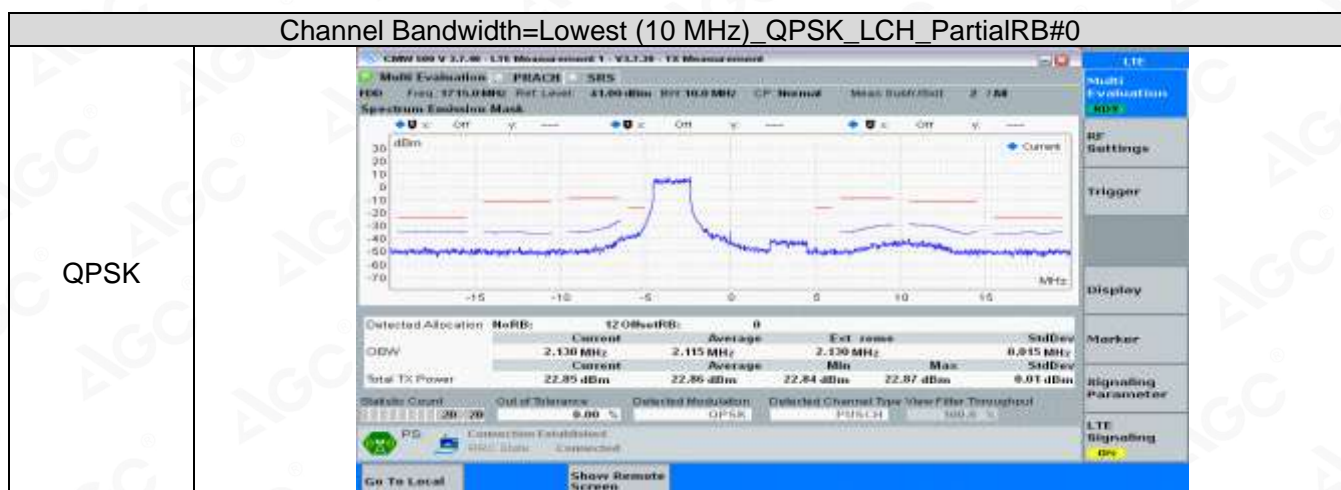 Channel Bandwidth=Lowest (10 MHz)_QPSK_LCH_PartialRB#0
QPSK
CMW 500 V 3.7.40 - LTE Measurement 1 - V3.7.30 - TX Measurement
LTE
Multi Evaluation PRACH SRS
Multi Evaluation
RDY
FDD Freq: 1715.0 MHz Ref. Level: 41.00 dBm BW: 10.0 MHz CP: Normal
Spectrum Emission Mask
x: Off y: --- x: Off y: --- x: Off y: ---
dBm
Current
30
20
10
0
-10
-20
-30
-40
-50
-60
-70
MHz
-15 -10 -5 0 5 10 15
RF Settings
Trigger
Display
Marker
Signaling Parameter
LTE Signaling
ON
Detected Allocation NoRB: 12 OffsetRB: 0
Current Average StdDev
OBW 2.130 MHz 2.115 MHz 2.130 MHz 0.015 MHz
Current Average Min Max StdDev
Total TX Power 22.85 dBm 22.86 dBm 22.84 dBm 22.87 dBm 0.01 dBm
Statistic Count Out of Tolerance Detected Modulation Detected Channel Type View Filter Throughput
20 20 0.00 % QPSK PUSCH 100.0 %
PS Connection Established
RRC State Connected
Go To Local
Show Remote Screen
AGC